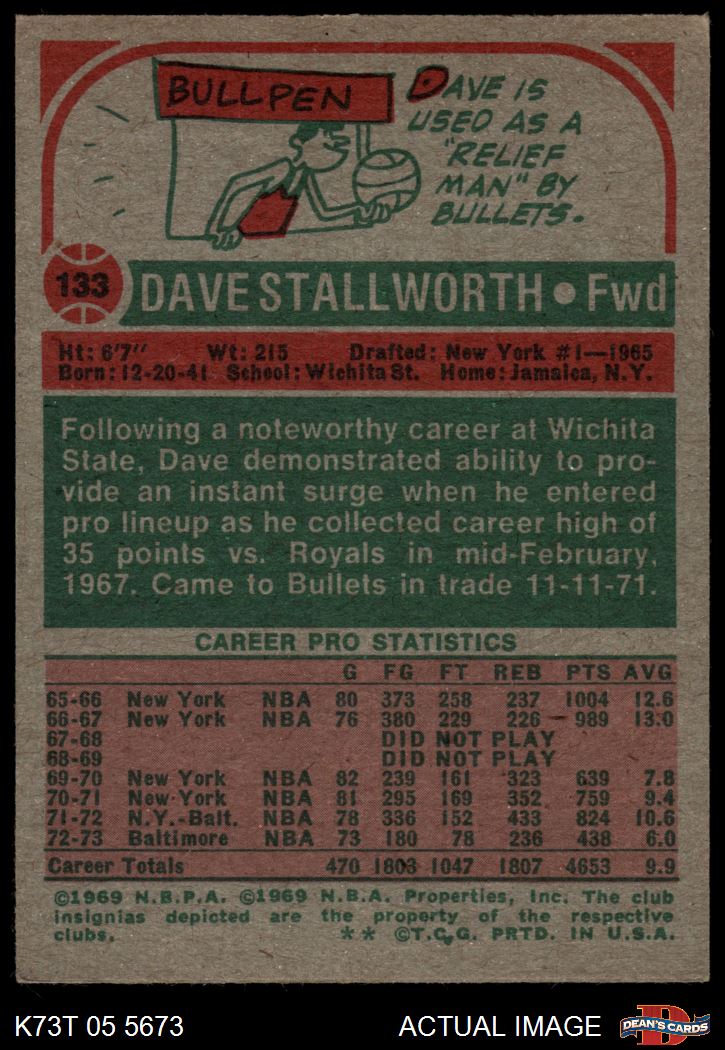 BULLPEN
DAVE IS
USED AS A
"RELIEF
MAN" BY
BULLETS.
133 DAVE STALLWORTH • Fwd
Ht: 6'7" Wt: 215 Drafted: New York #1—1965
Born: 12-20-41 School: Wichita St. Home: Jamaica, N.Y.
Following a noteworthy career at Wichita
State, Dave demonstrated ability to pro-
vide an instant surge when he entered
pro lineup as he collected career high of
35 points vs. Royals in mid-February,
1967. Came to Bullets in trade 11-11-71.
CAREER PRO STATISTICS
G FG FT REB PTS AVG
65-66 New York NBA 80 373 258 237 1004 12.6
66-67 New York NBA 76 380 229 226 989 13.0
67-68 DID NOT PLAY
68-69 DID NOT PLAY
69-70 New York NBA 82 239 161 323 639 7.8
70-71 New York NBA 81 295 169 352 759 9.4
71-72 N.Y.-Balt. NBA 78 336 152 433 824 10.6
72-73 Baltimore NBA 73 180 78 236 438 6.0
Career Totals 470 1803 1047 1807 4653 9.9
©1969 N.B.P.A. ©1969 N.B.A. Properties, Inc. The club
insignias depicted are the property of the respective
clubs. ** ©T.C.G. PRTD. IN U.S.A.
K73T 05 5673 ACTUAL IMAGE DEAN'S CARDS